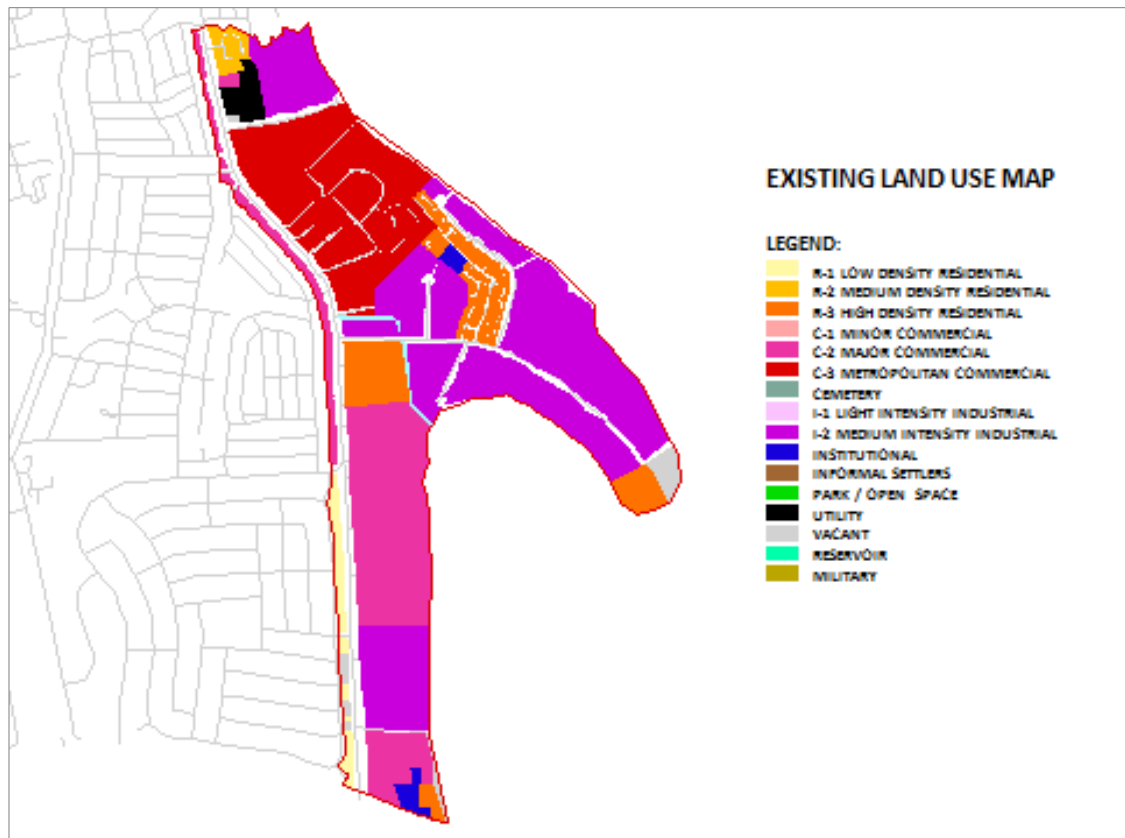 EXISTING LAND USE MAP
LEGEND:
R-1 LOW DENSITY RESIDENTIAL
R-2 MEDIUM DENSITY RESIDENTIAL
R-3 HIGH DENSITY RESIDENTIAL
C-1 MINOR COMMERCIAL
C-2 MAJOR COMMERCIAL
C-3 METROPOLITAN COMMERCIAL
CEMETERY
I-1 LIGHT INTENSITY INDUSTRIAL
I-2 MEDIUM INTENSITY INDUSTRIAL
INSTITUTIONAL
INFORMAL SETTLERS
PARK / OPEN SPACE
UTILITY
VACANT
RESERVOIR
MILITARY